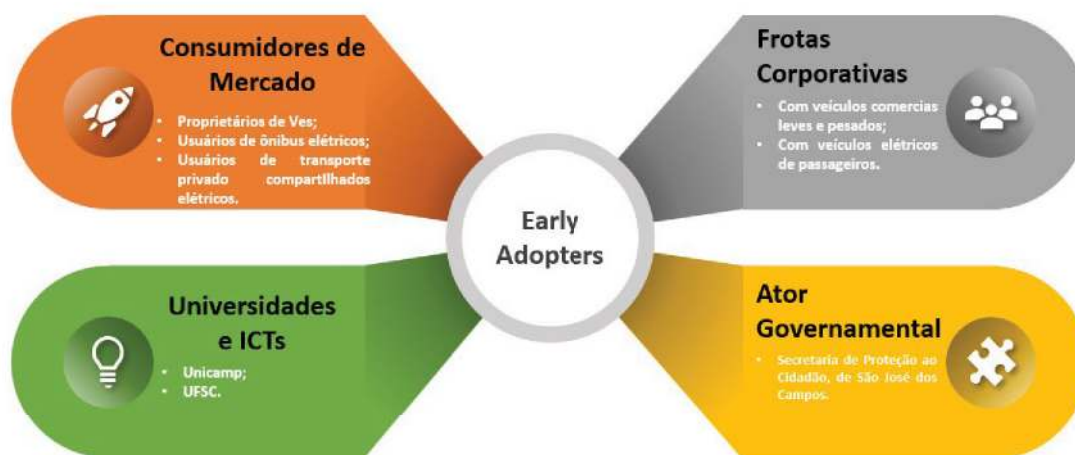 Consumidores de
Mercado
• Proprietários de Ves;
• Usuários de ônibus elétricos;
• Usuários de transporte
privado compartilhados
elétricos.
Frotas
Corporativas
• Com veículos comercias
leves e pesados;
• Com veículos elétricos
de passageiros.
Early
Adopters
Universidades
e ICTs
• Unicamp;
• UFSC.
Ator
Governamental
• Secretaria de Proteção ao
Cidadão, de São José dos
Campos.